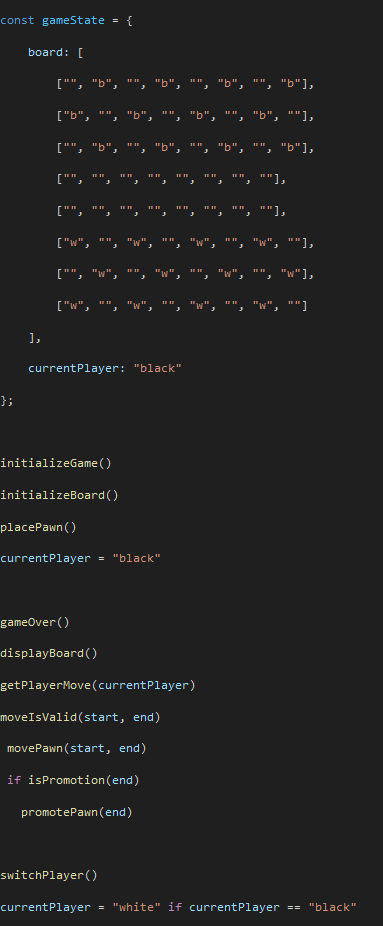 const gameState = {
board: [
["", "b", "", "b", "", "b", "", "b"],
["b", "", "b", "", "b", "", "b", ""],
["", "b", "", "b", "", "b", "", "b"],
["", "", "", "", "", "", "", ""],
["", "", "", "", "", "", "", ""],
["w", "", "w", "", "w", "", "w", ""],
["", "w", "", "w", "", "w", "", "w"],
["w", "", "w", "", "w", "", "w", ""]
],
currentPlayer: "black"
};
initializeGame()
initializeBoard()
placePawn()
currentPlayer = "black"
gameOver()
displayBoard()
getPlayerMove(currentPlayer)
moveIsValid(start, end)
movePawn(start, end)
if isPromotion(end)
promotePawn(end)
switchPlayer()
currentPlayer = "white" if currentPlayer == "black"